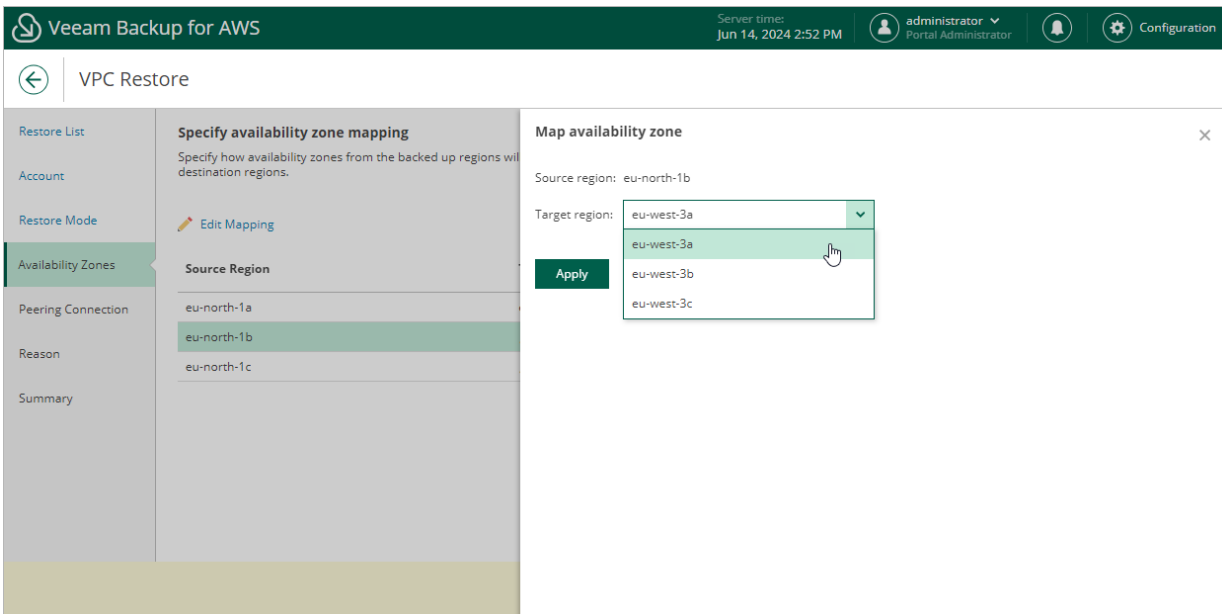 Veeam Backup for AWS
Server time:
Jun 14, 2024 2:52 PM
administrator
Portal Administrator
Configuration
VPC Restore
Restore List
Account
Restore Mode
Availability Zones
Peering Connection
Reason
Summary
Specify availability zone mapping
Specify how availability zones from the backed up regions wil
destination regions.
Edit Mapping
Source Region
eu-north-1a
eu-north-1b
eu-north-1c
Map availability zone
Source region: eu-north-1b
Target region: eu-west-3a
eu-west-3a
eu-west-3b
eu-west-3c
Apply